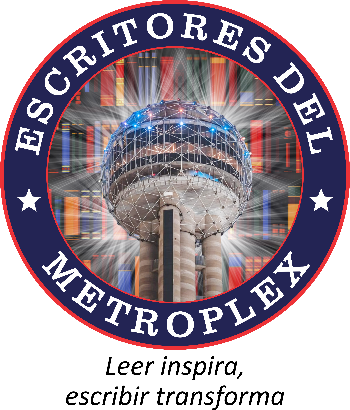 ESCRITORES DEL
METROPLEX
Leer inspira,
escribir transforma